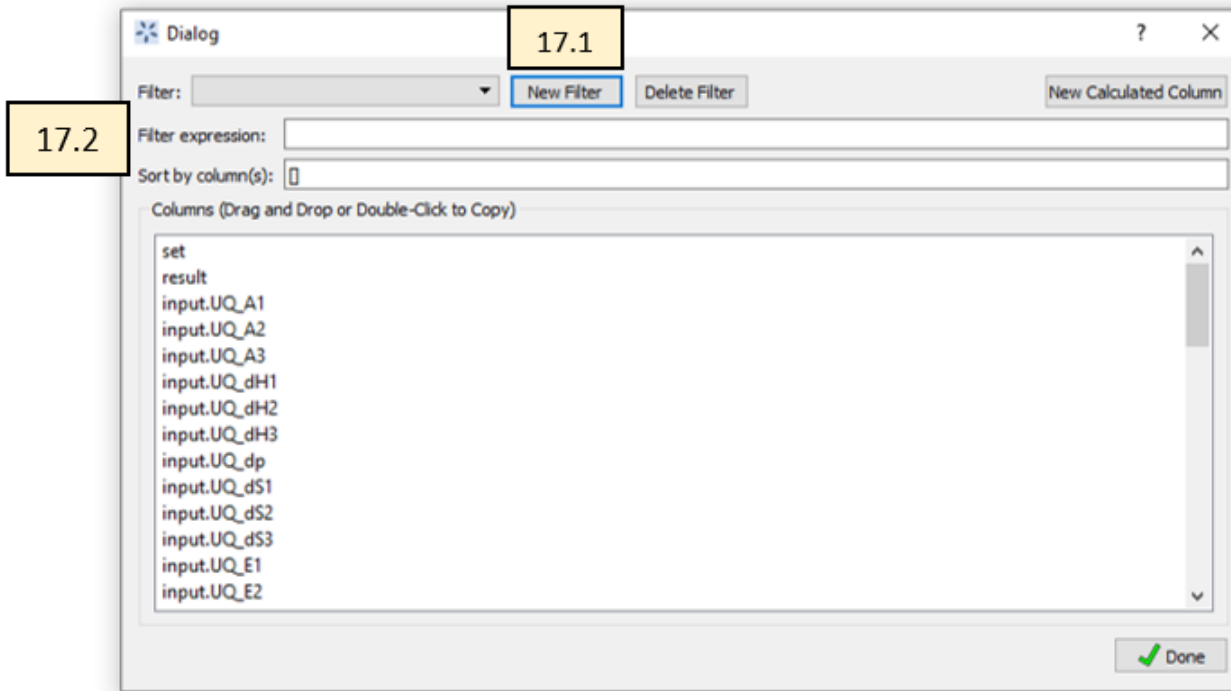 Dialog
?
17.1
Filter:
New Filter
Delete Filter
New Calculated Column
17.2
Filter expression:
Sort by column(s): []
Columns (Drag and Drop or Double-Click to Copy)
set
result
input.UQ_A1
input.UQ_A2
input.UQ_A3
input.UQ_dH1
input.UQ_dH2
input.UQ_dH3
input.UQ_dp
input.UQ_dS1
input.UQ_dS2
input.UQ_dS3
input.UQ_E1
input.UQ_E2
Done